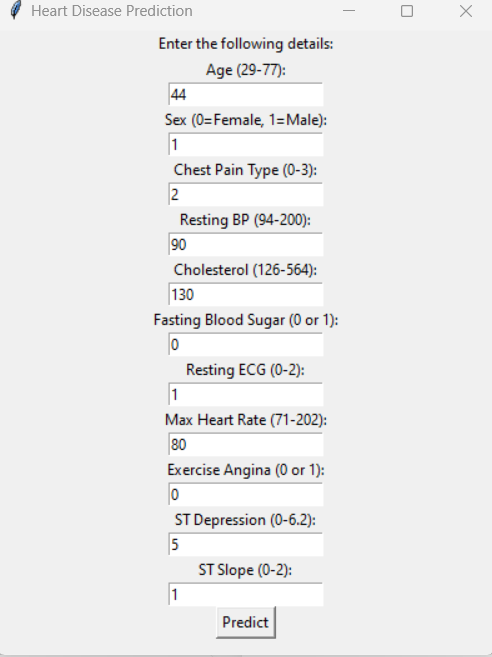 Heart Disease Prediction
Enter the following details:
Age (29-77):
44
Sex (0=Female, 1=Male):
1
Chest Pain Type (0-3):
2
Resting BP (94-200):
90
Cholesterol (126-564):
130
Fasting Blood Sugar (0 or 1):
0
Resting ECG (0-2):
1
Max Heart Rate (71-202):
80
Exercise Angina (0 or 1):
0
ST Depression (0-6.2):
5
ST Slope (0-2):
1
Predict